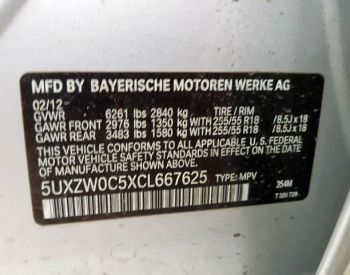 MFD BY BAYERISCHE MOTOREN WERKE AG
02/12 TIRE / RIM
GVWR 6261 lbs 2840 kg
GAWR FRONT 2976 lbs 1350 kg WITH 255/55 R18 /8.5J x 18
GAWR REAR 3483 lbs 1580 kg WITH 255/55 R18 /8.5J x 18
THIS VEHICLE CONFORMS TO ALL APPLICABLE U. S. FEDERAL
MOTOR VEHICLE SAFETY STANDARDS IN EFFECT ON THE
DATE OF MANUFACTURE SHOWN ABOVE.
5UXZW0C5XCL667625 TYPE: MPV
354M